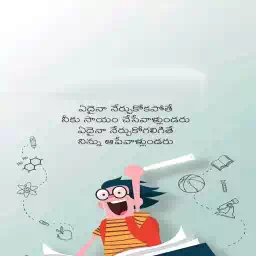 ఏదైనా నేర్చుకోకపోతే
నీకు సాయం చేసేవాళ్లుండరు
ఏదైనా నేర్చుకోగలిగితే
నిన్ను ఆపేవాళ్లుండరు